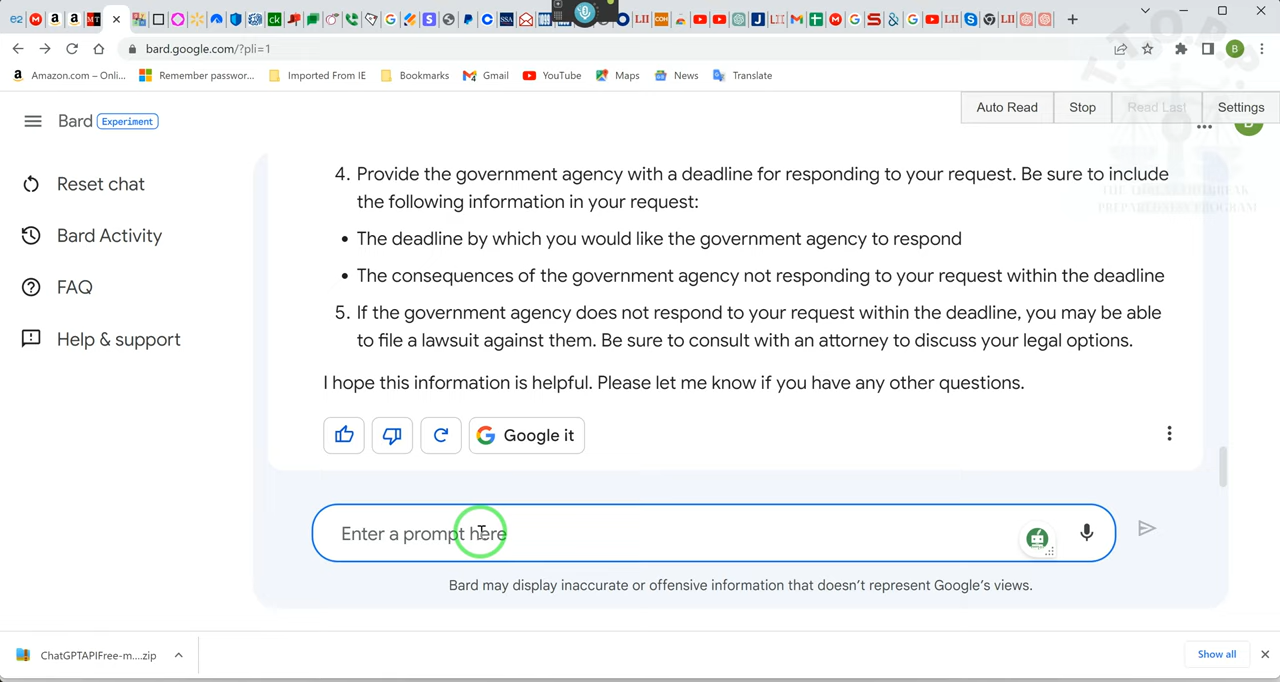 bard.google.com/?pli=1
B
Amazon.com – Onli...
Remember passwor...
Imported From IE
Bookmarks
Gmail
YouTube
Maps
News
Translate
T.T.O.P.P.
Auto Read
Stop
Read Last
Settings
Bard
Experiment
Reset chat
Bard Activity
FAQ
Help & support
4. Provide the government agency with a deadline for responding to your request. Be sure to include
the following information in your request:
• The deadline by which you would like the government agency to respond
• The consequences of the government agency not responding to your request within the deadline
5. If the government agency does not respond to your request within the deadline, you may be able
to file a lawsuit against them. Be sure to consult with an attorney to discuss your legal options.
I hope this information is helpful. Please let me know if you have any other questions.
Google it
Enter a prompt here
Bard may display inaccurate or offensive information that doesn't represent Google's views.
ChatGPTAPIFree-m....zip
Show all